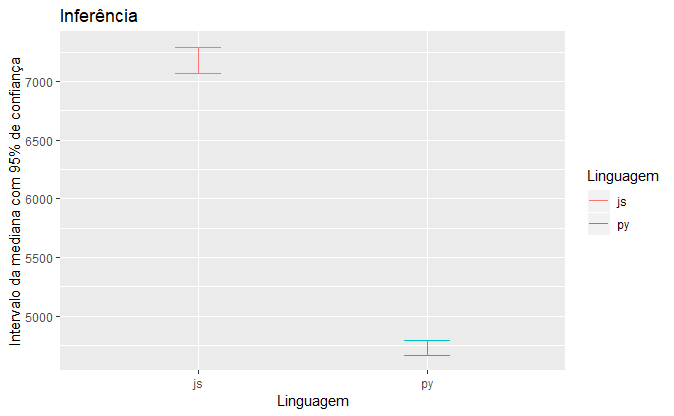 Inferência
Intervalo da mediana com 95% de confiança
7000
6500
6000
5500
5000
js
py
Linguagem
Linguagem
js
py